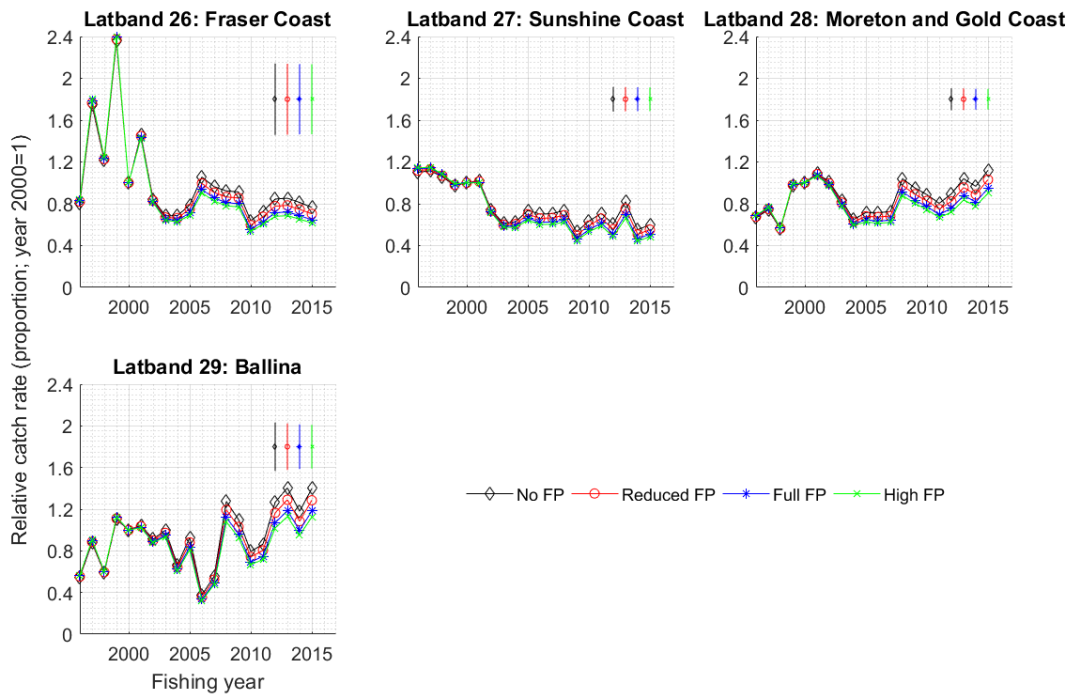 Latband 26: Fraser Coast
Latband 27: Sunshine Coast
Latband 28: Moreton and Gold Coast
2.4
2
1.6
1.2
0.8
0.4
0
2000 2005 2010 2015
2.4
2
1.6
1.2
0.8
0.4
0
2000 2005 2010 2015
2.4
2
1.6
1.2
0.8
0.4
0
2000 2005 2010 2015
Relative catch rate (proportion; year 2000=1)
Latband 29: Ballina
2.4
2
1.6
1.2
0.8
0.4
0
2000 2005 2010 2015
Fishing year
No FP Reduced FP Full FP High FP